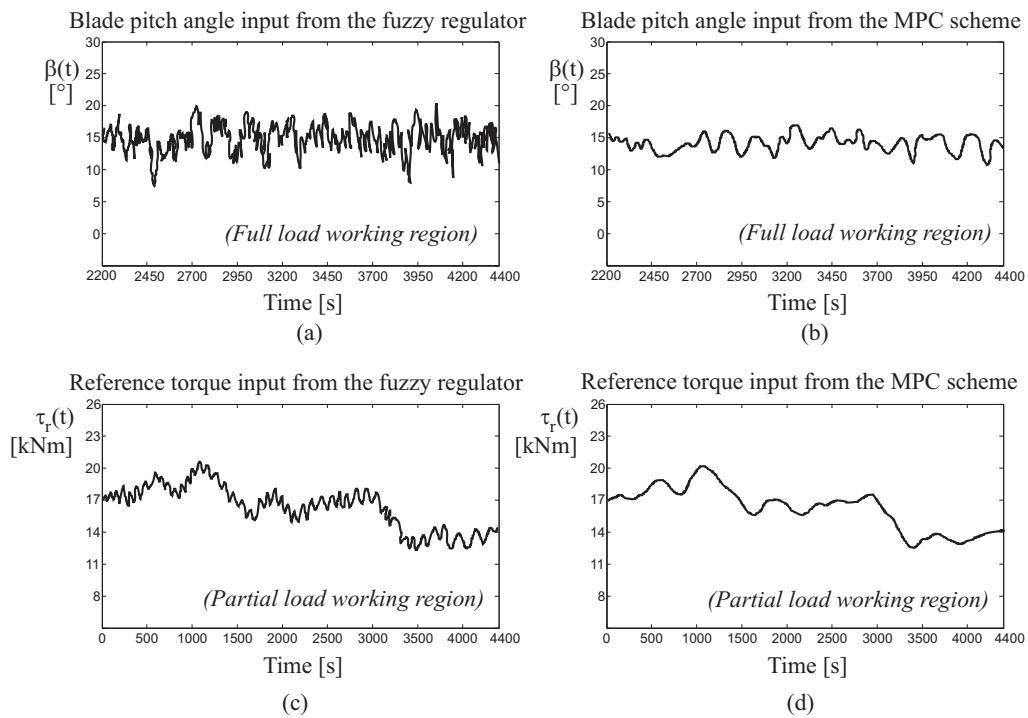 Blade pitch angle input from the fuzzy regulator
30
β(t)
[°]
25
20
15
10
5
0
(Full load working region)
2200 2450 2700 2950 3450 3700 3950 4200 4400
Time [s]
(a)
Blade pitch angle input from the MPC scheme
30
β(t)
[°]
25
20
15
10
5
0
(Full load working region)
2200 2450 2700 2950 3450 3700 3950 4200 4400
Time [s]
(b)
Reference torque input from the fuzzy regulator
26
τr(t)
[kNm]
23
20
17
14
11
8
(Partial load working region)
0 500 1000 1500 2000 2500 3000 3500 4000 4400
Time [s]
(c)
Reference torque input from the MPC scheme
26
τr(t)
[kNm]
23
20
17
14
11
8
(Partial load working region)
0 500 1000 1500 2000 2500 3000 3500 4000 4400
Time [s]
(d)